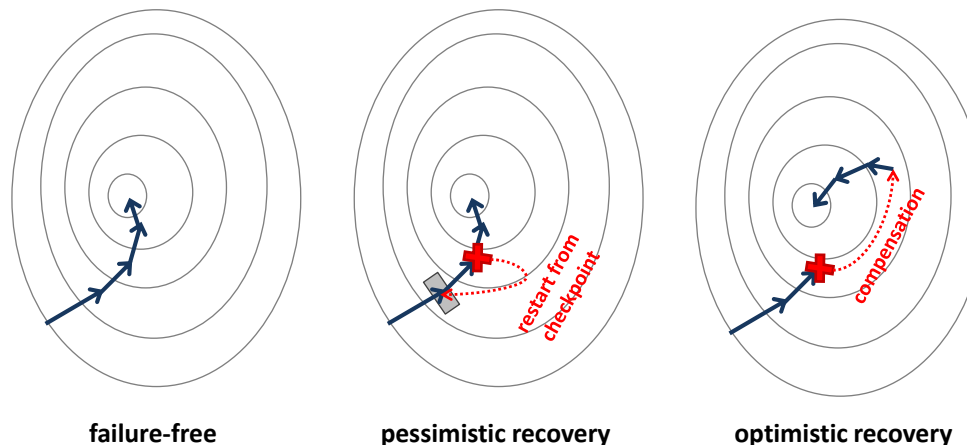 restart from
checkpoint
compensation
failure-free
pessimistic recovery
optimistic recovery